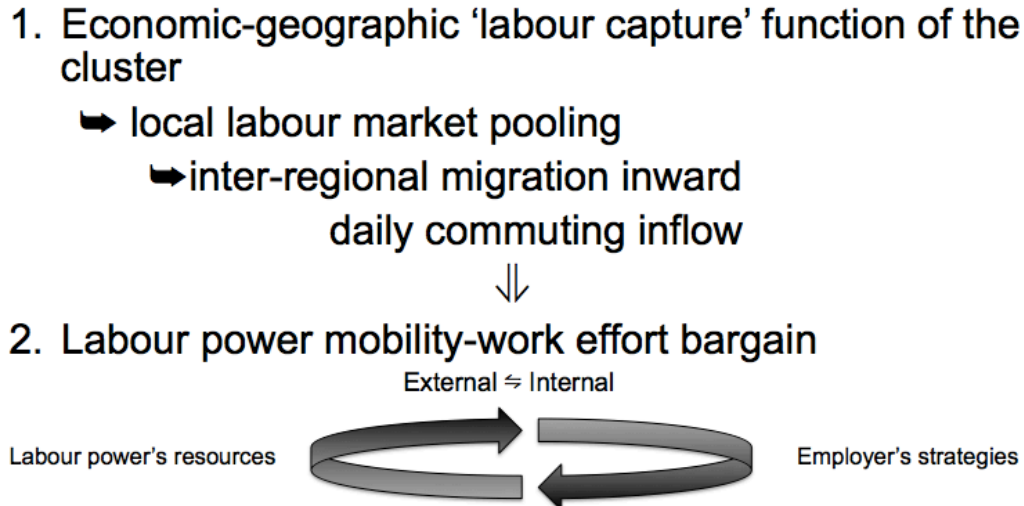 1. Economic-geographic ‘labour capture’ function of the
cluster
➥ local labour market pooling
➥inter-regional migration inward
daily commuting inflow
⇓
2. Labour power mobility-work effort bargain
External ⇋ Internal
Labour power’s resources
Employer’s strategies